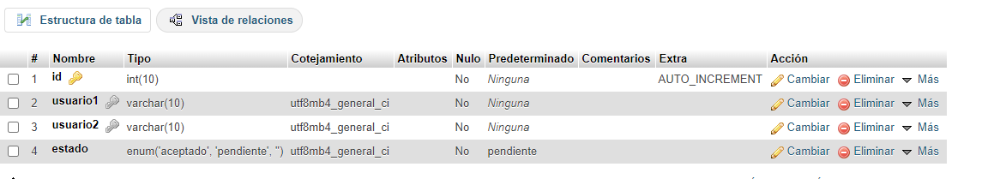 Estructura de tabla Vista de relaciones
# Nombre Tipo Cotejamiento Atributos Nulo Predeterminado Comentarios Extra Acción
1 id int(10) No Ninguna AUTO_INCREMENT Cambiar Eliminar Más
2 usuario1 varchar(10) utf8mb4_general_ci No Ninguna Cambiar Eliminar Más
3 usuario2 varchar(10) utf8mb4_general_ci No Ninguna Cambiar Eliminar Más
4 estado enum('aceptado', 'pendiente', '') utf8mb4_general_ci No pendiente Cambiar Eliminar Más